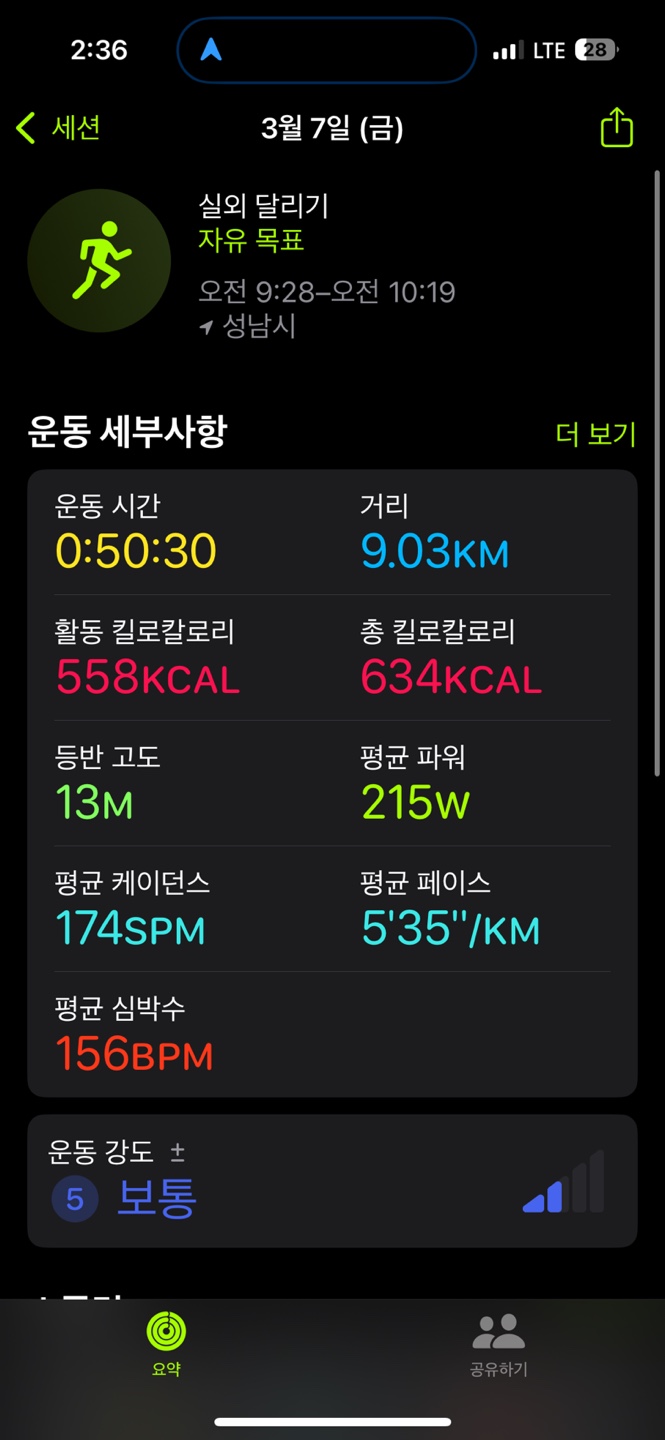 2:36
LTE 28
세션
3월 7일 (금)
실외 달리기
자유 목표
오전 9:28–오전 10:19
성남시
운동 세부사항
더 보기
운동 시간
거리
0:50:30
9.03KM
활동 킬로칼로리
총 킬로칼로리
558KCAL
634KCAL
등반 고도
평균 파워
13M
215W
평균 케이던스
평균 페이스
174SPM
5'35"/KM
평균 심박수
156BPM
운동 강도 ±
5 보통
요약
공유하기